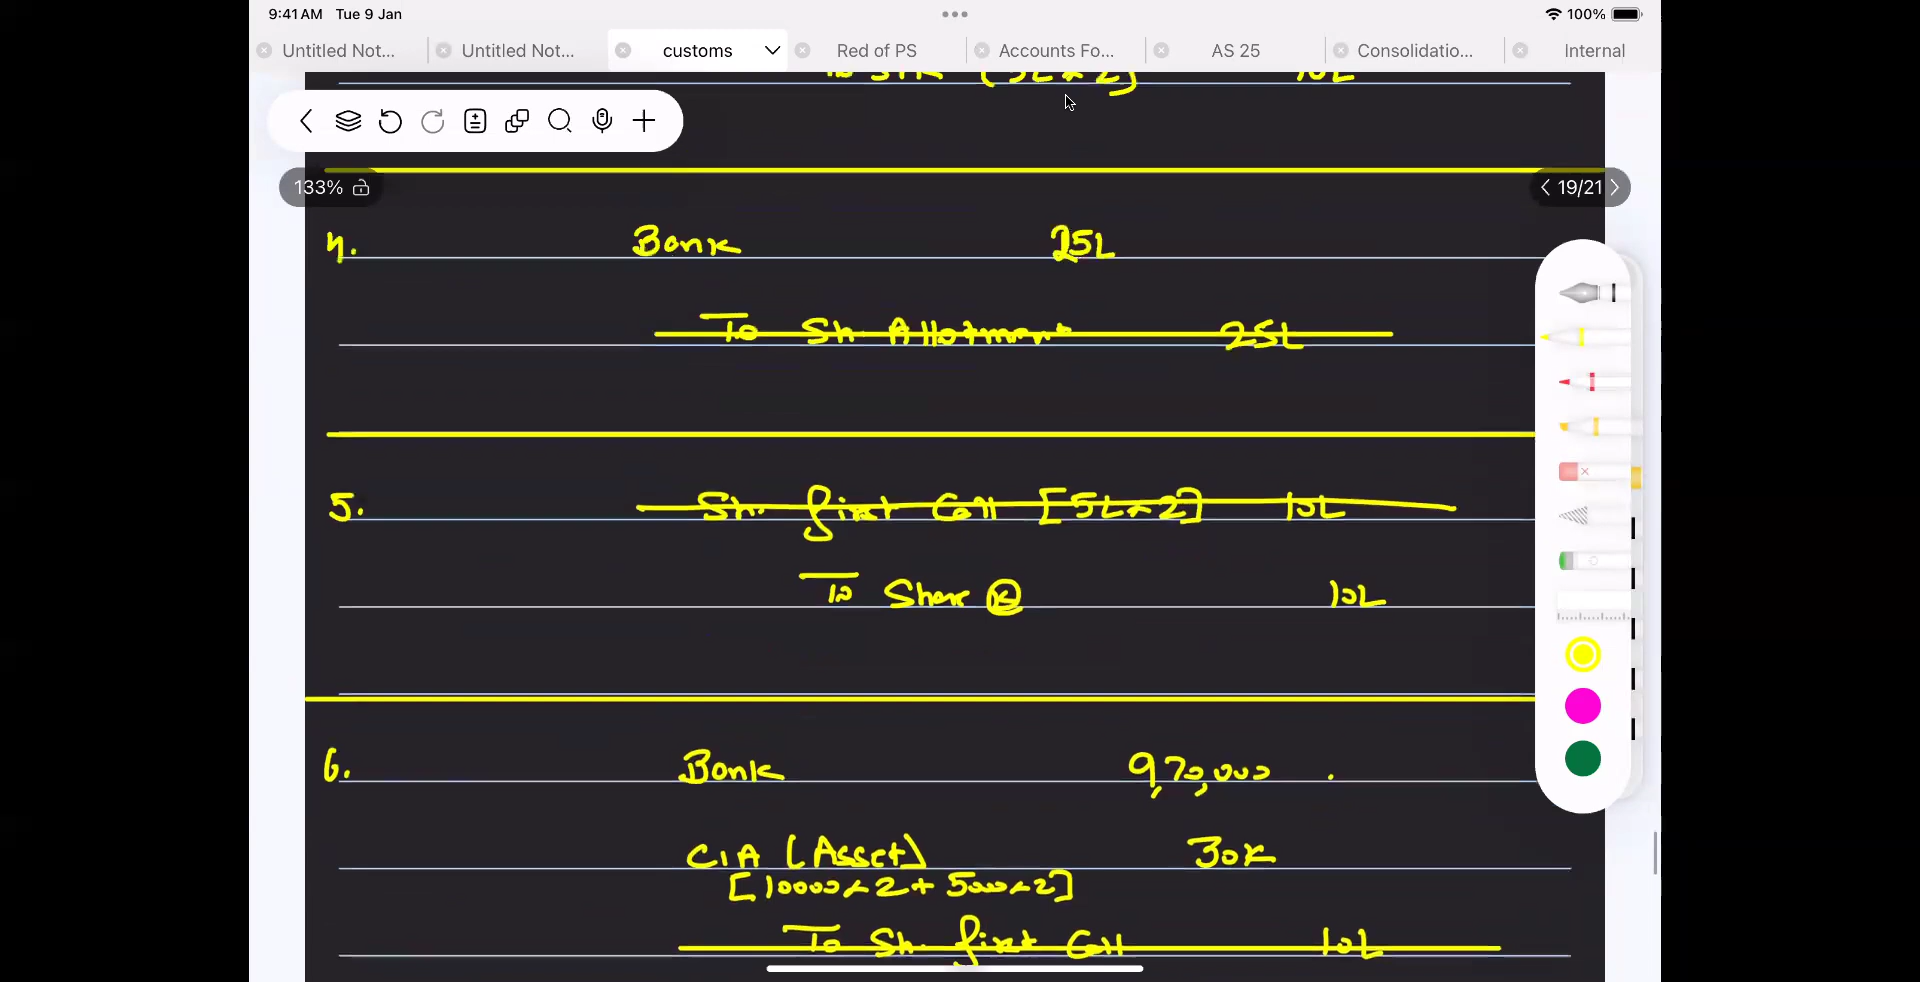 9:41 AM Tue 9 Jan
100%
Untitled Not... Untitled Not... customs Red of PS Accounts Fo... AS 25 Consolidatio... Internal
133%
19/21
(5L×2) 10L
4. Bank 25L
To Sh. Allotment 25L
5. Sh. first Call [5L×2] 10L
To Share (K) 10L
6. Bank 9,70,000
CIA (Asset) 30K
[10000×2 + 5000×2]
To Sh. first Call 10L